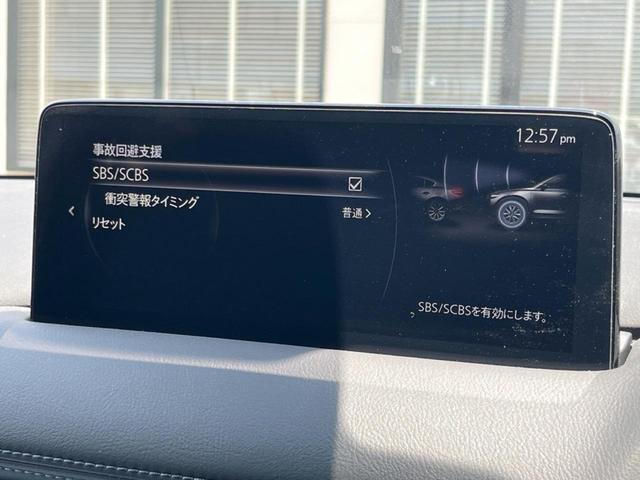 12:57 pm
事故回避支援
SBS/SCBS
衝突警報タイミング
普通
リセット
SBS/SCBSを有効にします。